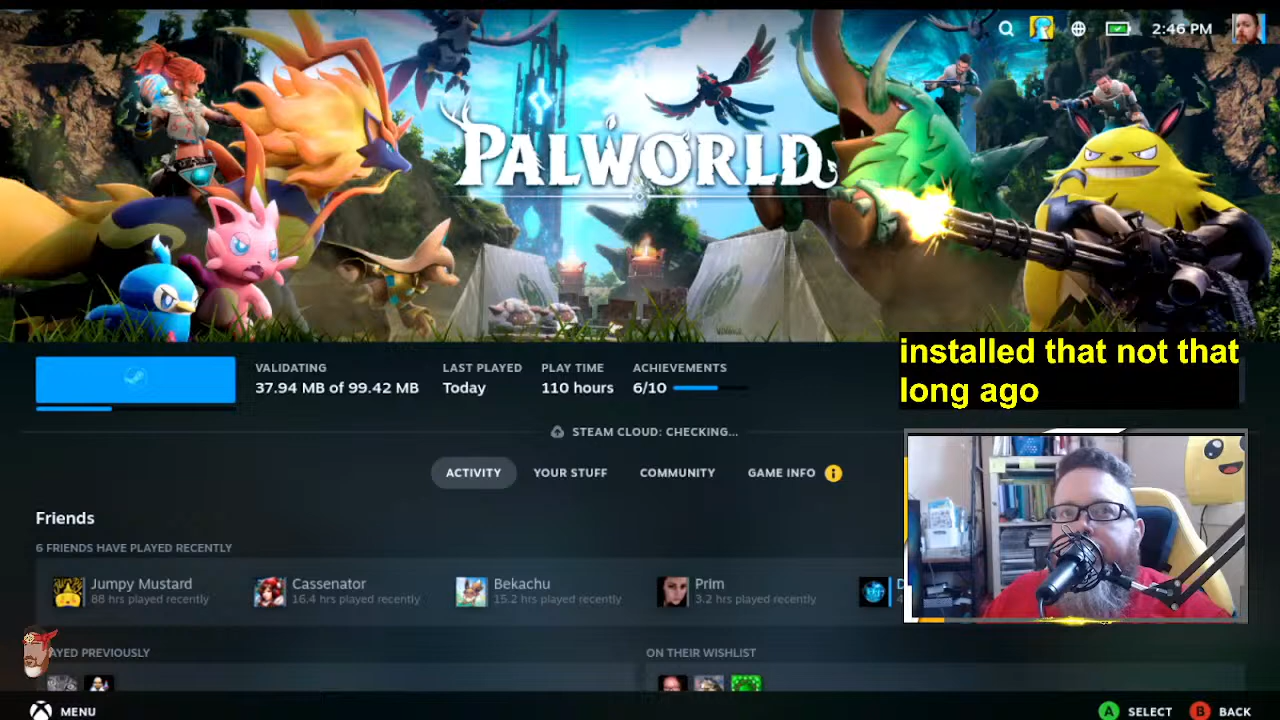 2:46 PM
PALWORLD
VALIDATING
37.94 MB of 99.42 MB
LAST PLAYED
Today
PLAY TIME
110 hours
ACHIEVEMENTS
6/10
installed that not that
long ago
STEAM CLOUD: CHECKING...
ACTIVITY
YOUR STUFF
COMMUNITY
GAME INFO
Friends
6 FRIENDS HAVE PLAYED RECENTLY
Jumpy Mustard
88 hrs played recently
Cassenator
16.4 hrs played recently
Bekachu
15.2 hrs played recently
Prim
3.2 hrs played recently
AYED PREVIOUSLY
ON THEIR WISHLIST
MENU
A SELECT
B BACK